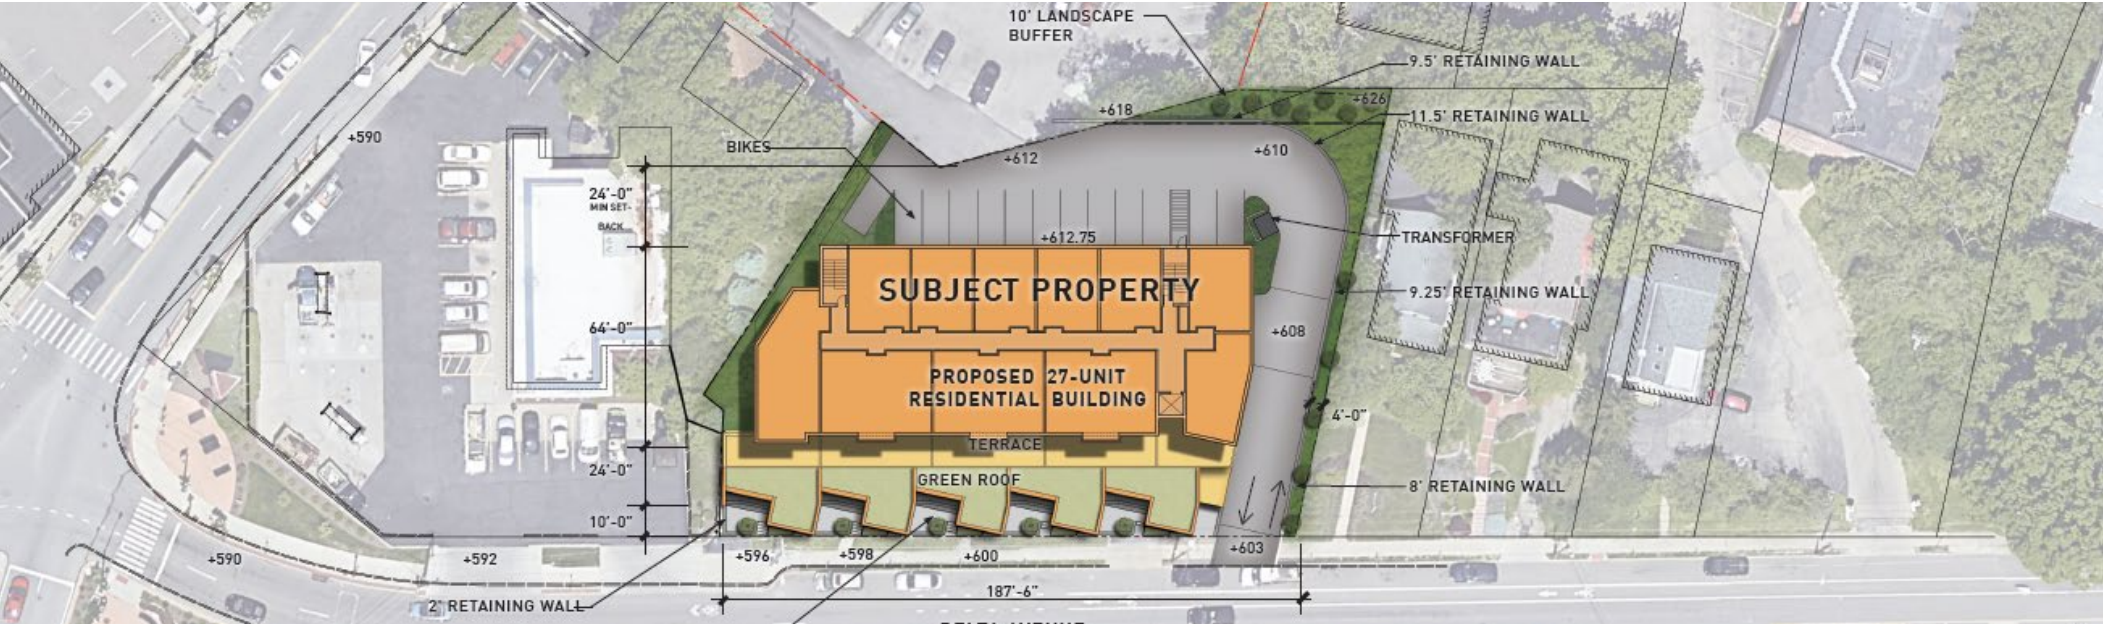 10' LANDSCAPE
BUFFER
9.5' RETAINING WALL
+618
+626
11.5' RETAINING WALL
+590
BIKES
+612
+610
24'-0"
MIN SET-
BACK
+612.75
TRANSFORMER
SUBJECT PROPERTY
9.25' RETAINING WALL
64'-0"
+608
PROPOSED 27-UNIT
RESIDENTIAL BUILDING
4'-0"
TERRACE
24'-0"
GREEN ROOF
8' RETAINING WALL
10'-0"
+590
+592
+596
+598
+600
+603
187'-6"
2' RETAINING WALL